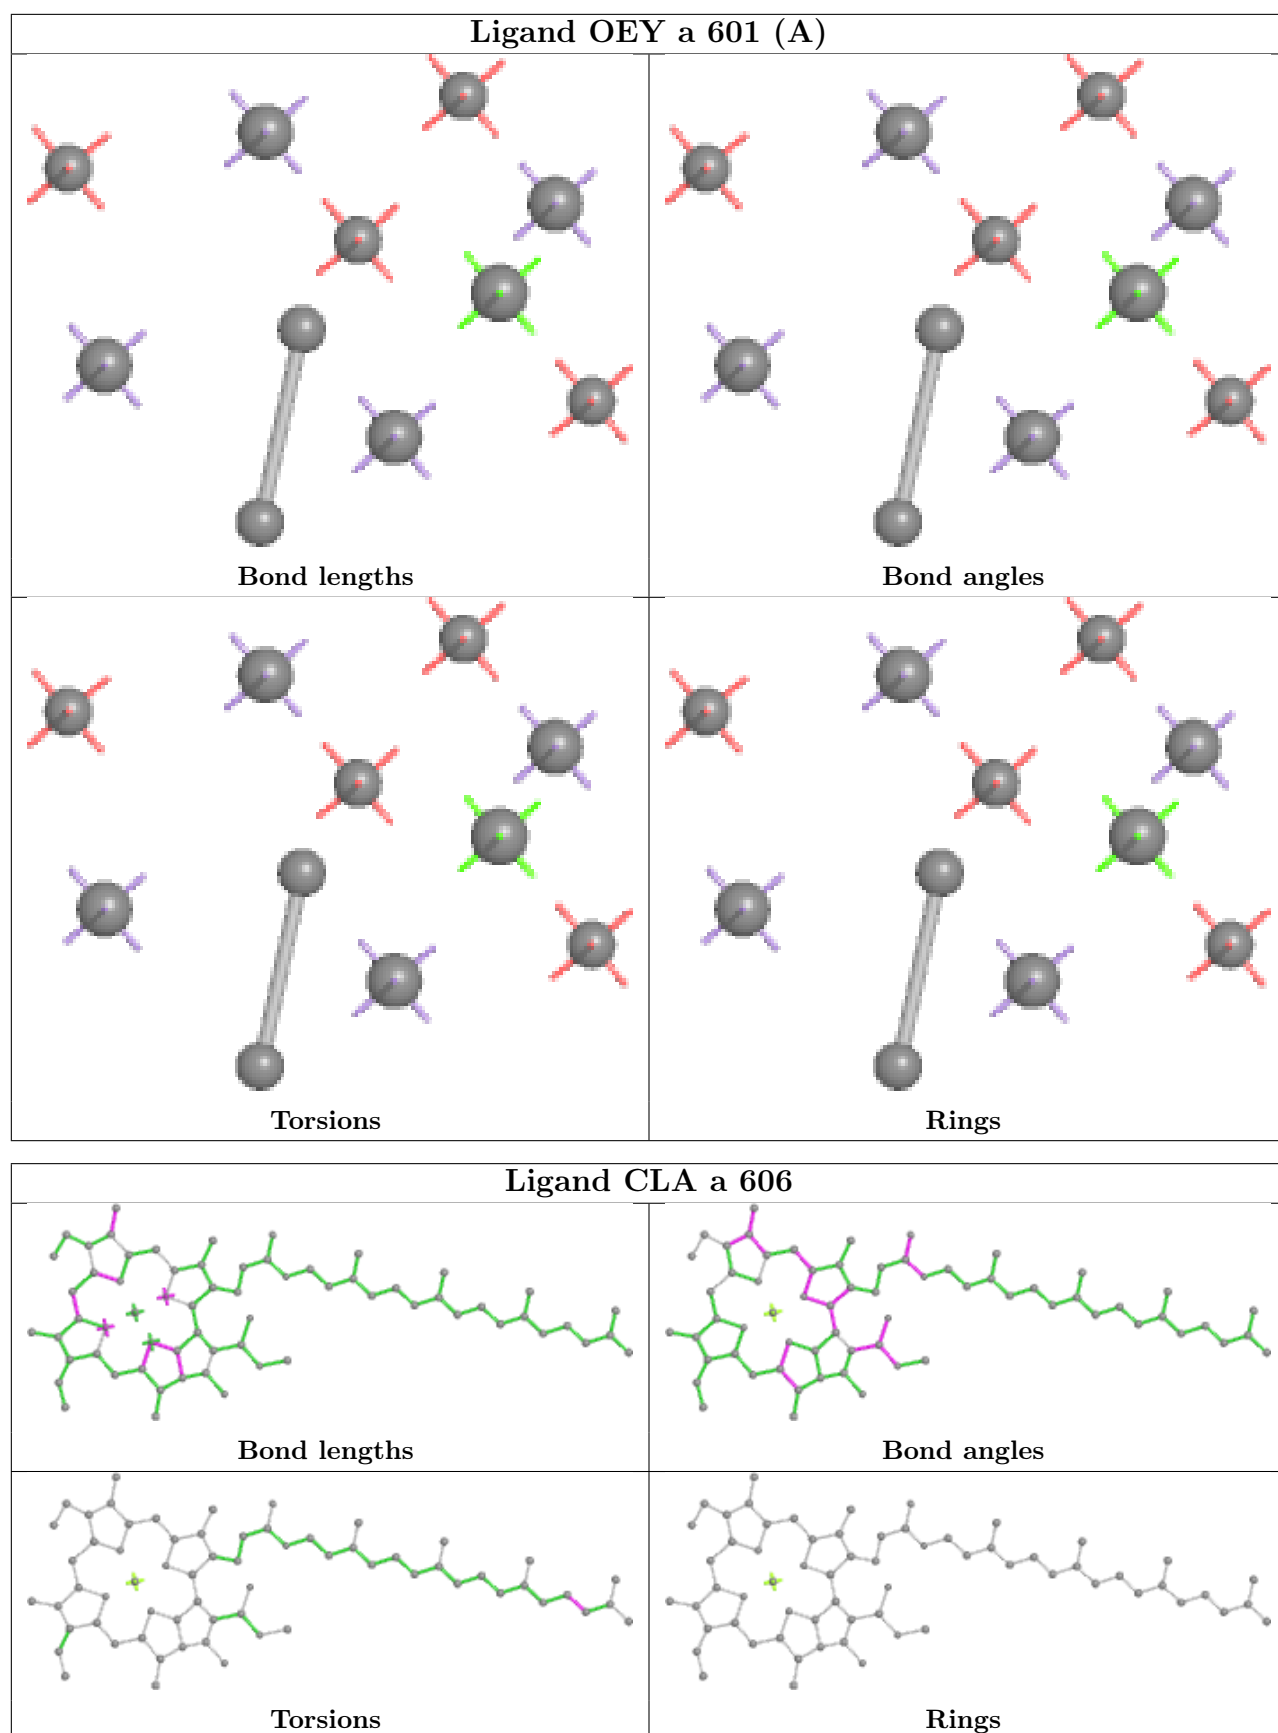 Ligand OEY a 601 (A)
Bond lengths
Bond angles
Torsions
Rings
Ligand CLA a 606
Bond lengths
Bond angles
Torsions
Rings